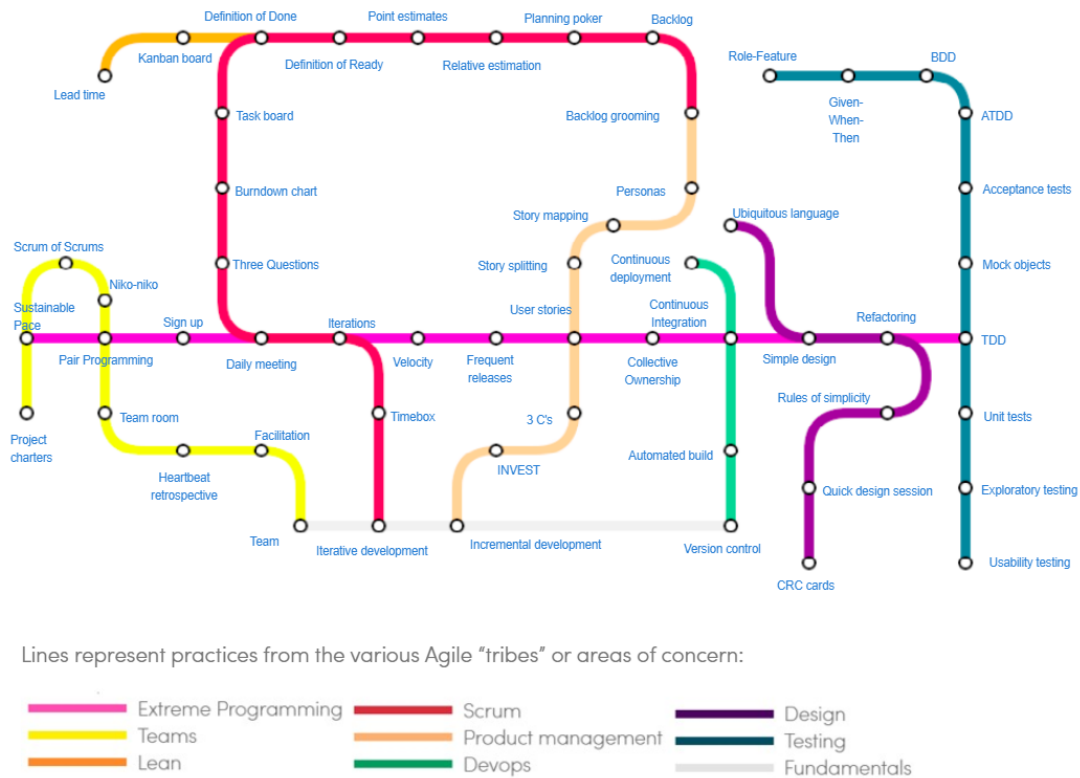 Definition of Done
Point estimates
Planning poker
Backlog
Kanban board
Definition of Ready
Relative estimation
Role-Feature
BDD
Lead time
Given-
When-
Then
Task board
Backlog grooming
ATDD
Burndown chart
Personas
Acceptance tests
Story mapping
Ubiquitous language
Scrum of Scrums
Three Questions
Story splitting
Continuous
deployment
Mock objects
Niko-niko
Sustainable
Pace
Sign up
Iterations
User stories
Continuous
Integration
Refactoring
Pair Programming
Daily meeting
Velocity
Frequent
releases
Collective
Ownership
Simple design
TDD
Rules of simplicity
Team room
Timebox
3 C's
Unit tests
Project
charters
Facilitation
Heartbeat
retrospective
INVEST
Automated build
Quick design session
Exploratory testing
Team
Iterative development
Incremental development
Version control
CRC cards
Usability testing
Lines represent practices from the various Agile “tribes” or areas of concern:
Extreme Programming
Scrum
Design
Teams
Product management
Testing
Lean
Devops
Fundamentals